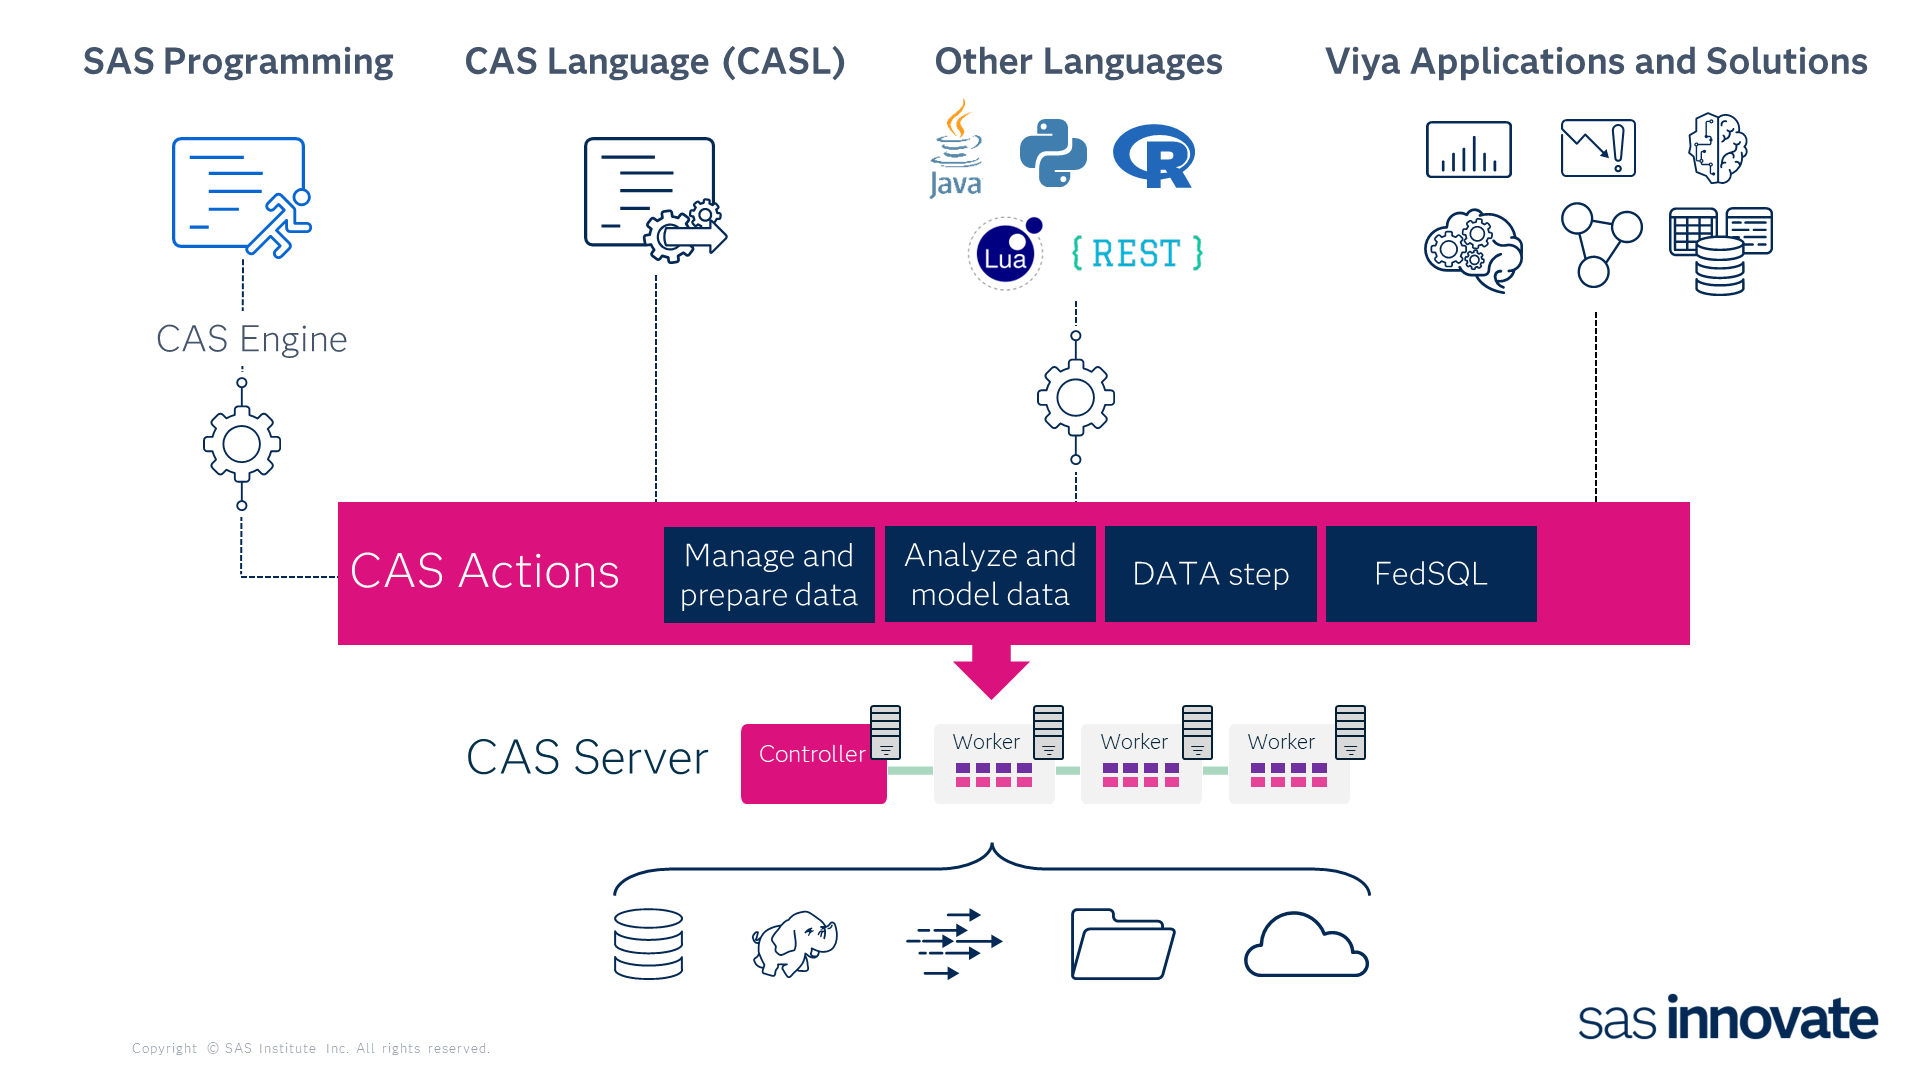 SAS Programming
CAS Language (CASL)
Other Languages
Viya Applications and Solutions
Java
R
Lua
{ REST }
CAS Engine
CAS Actions
Manage and
prepare data
Analyze and
model data
DATA step
FedSQL
CAS Server
Controller
Worker
Worker
Worker
Copyright © SAS Institute Inc. All rights reserved.
sas innovate